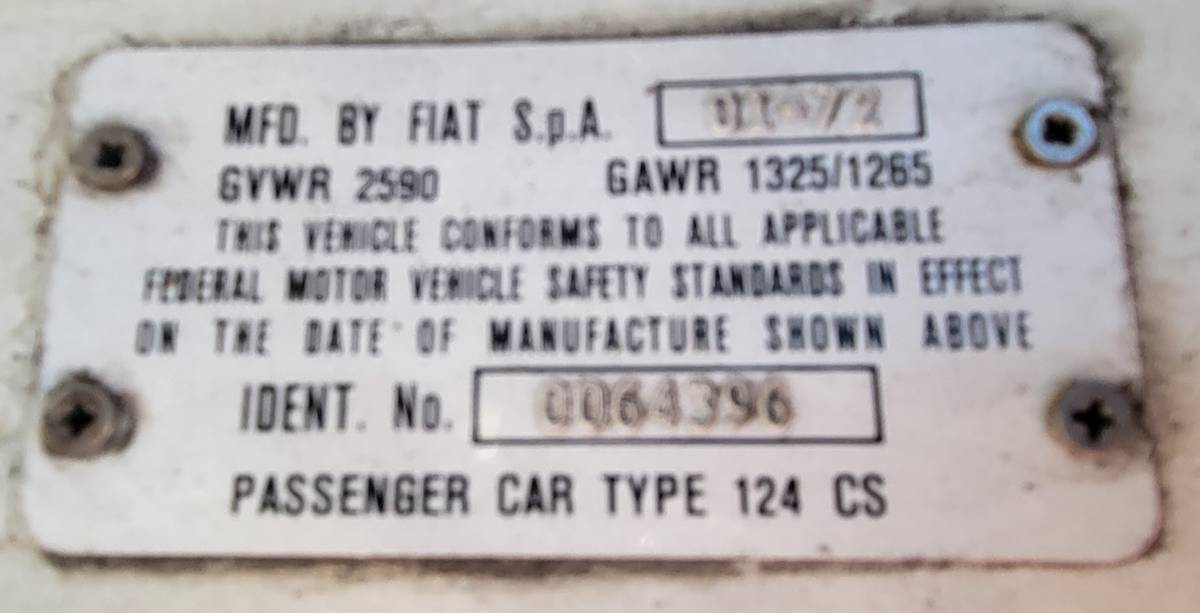 MFD. BY FIAT S.p.A.
GVWR 2590 GAWR 1325/1265
THIS VEHICLE CONFORMS TO ALL APPLICABLE
FEDERAL MOTOR VEHICLE SAFETY STANDARDS IN EFFECT
ON THE DATE OF MANUFACTURE SHOWN ABOVE
IDENT. No. 0064396
PASSENGER CAR TYPE 124 CS